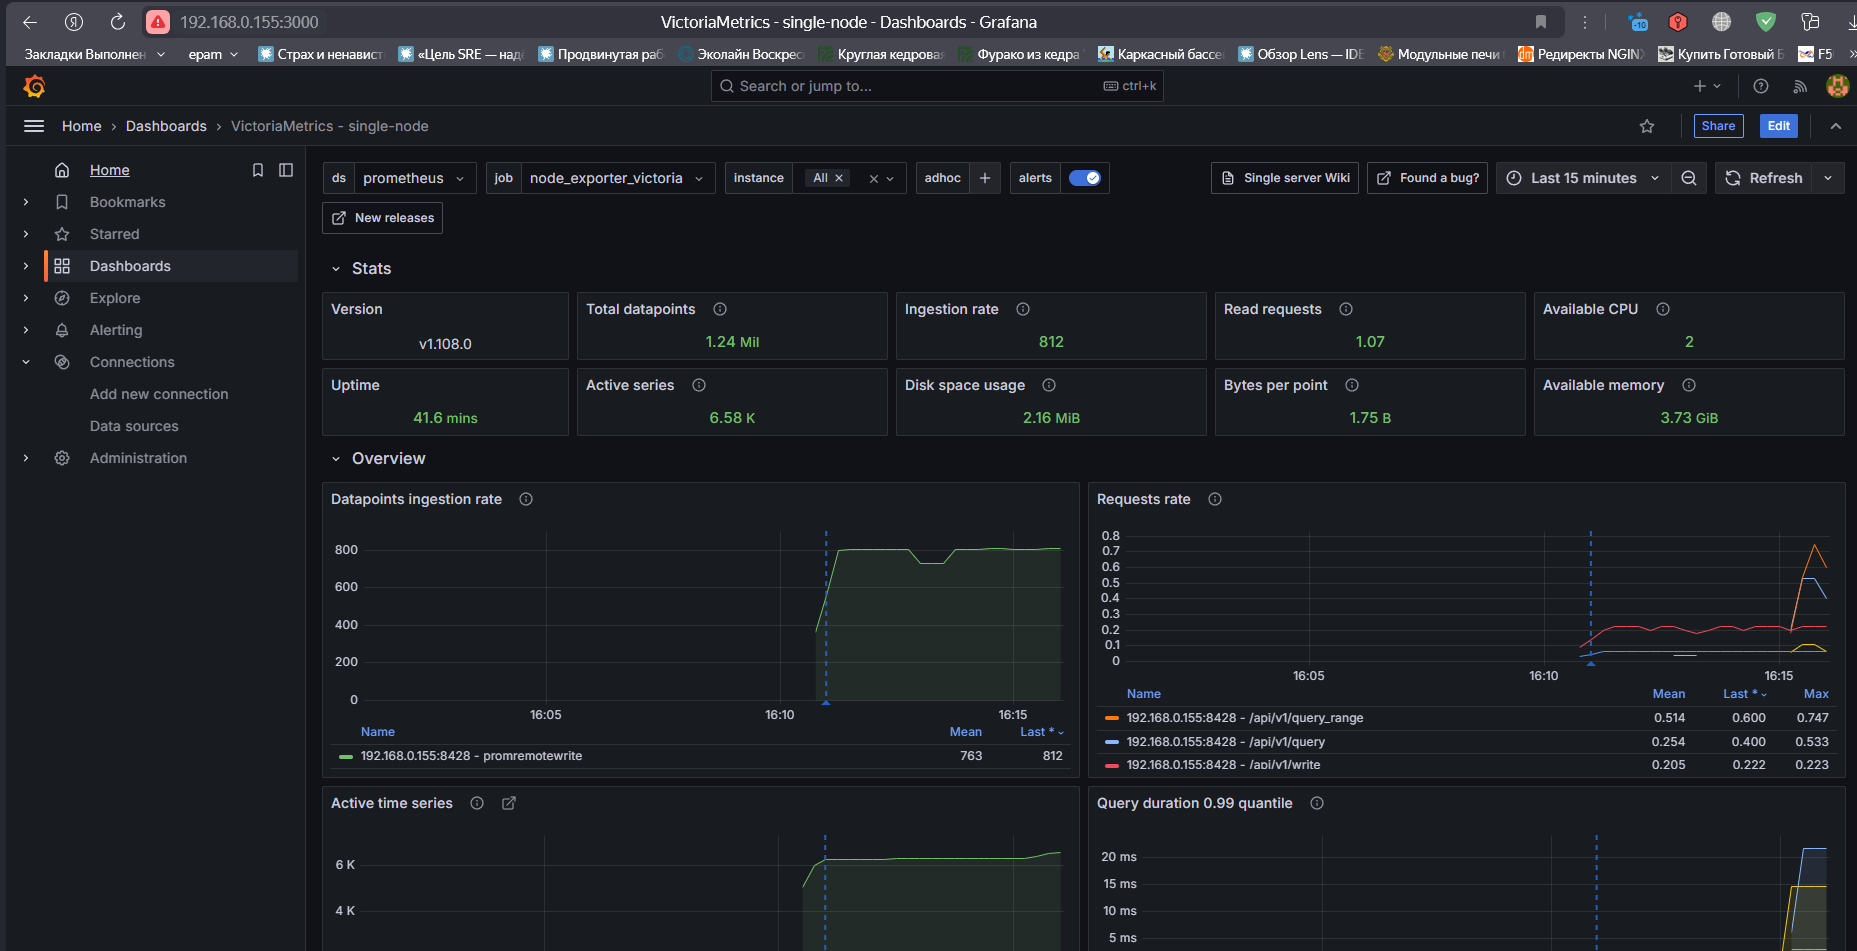 192.168.0.155:3000
VictoriaMetrics - single-node - Dashboards - Grafana
Закладки Выполнен
epam
Страх и ненавист
«Цель SRE — над
Продвинутая раб
Эколайн Воскрес
Круглая кедровая
Фурако из кедра
Каркасный бассе
Обзор Lens — IDE
Модульные печи
Редиректы NGINX
Купить Готовый Б
F5
Search or jump to...
ctrl+k
Home › Dashboards › VictoriaMetrics - single-node
Share
Edit
Home
Bookmarks
Starred
Dashboards
Explore
Alerting
Connections
Add new connection
Data sources
Administration
ds prometheus
job node_exporter_victoria
instance All
adhoc
alerts
Single server Wiki
Found a bug?
Last 15 minutes
Refresh
New releases
Stats
Version
v1.108.0
Total datapoints
1.24 Mil
Ingestion rate
812
Read requests
1.07
Available CPU
2
Uptime
41.6 mins
Active series
6.58 K
Disk space usage
2.16 MiB
Bytes per point
1.75 B
Available memory
3.73 GiB
Overview
Datapoints ingestion rate
800
600
400
200
0
16:05 16:10 16:15
Name Mean Last *
192.168.0.155:8428 - promremotewrite 763 812
Requests rate
0.8
0.7
0.6
0.5
0.4
0.3
0.2
0.1
0
16:05 16:10 16:15
Name Mean Last * Max
192.168.0.155:8428 - /api/v1/query_range 0.514 0.600 0.747
192.168.0.155:8428 - /api/v1/query 0.254 0.400 0.533
192.168.0.155:8428 - /api/v1/write 0.205 0.222 0.223
Active time series
6 K
4 K
Query duration 0.99 quantile
20 ms
15 ms
10 ms
5 ms